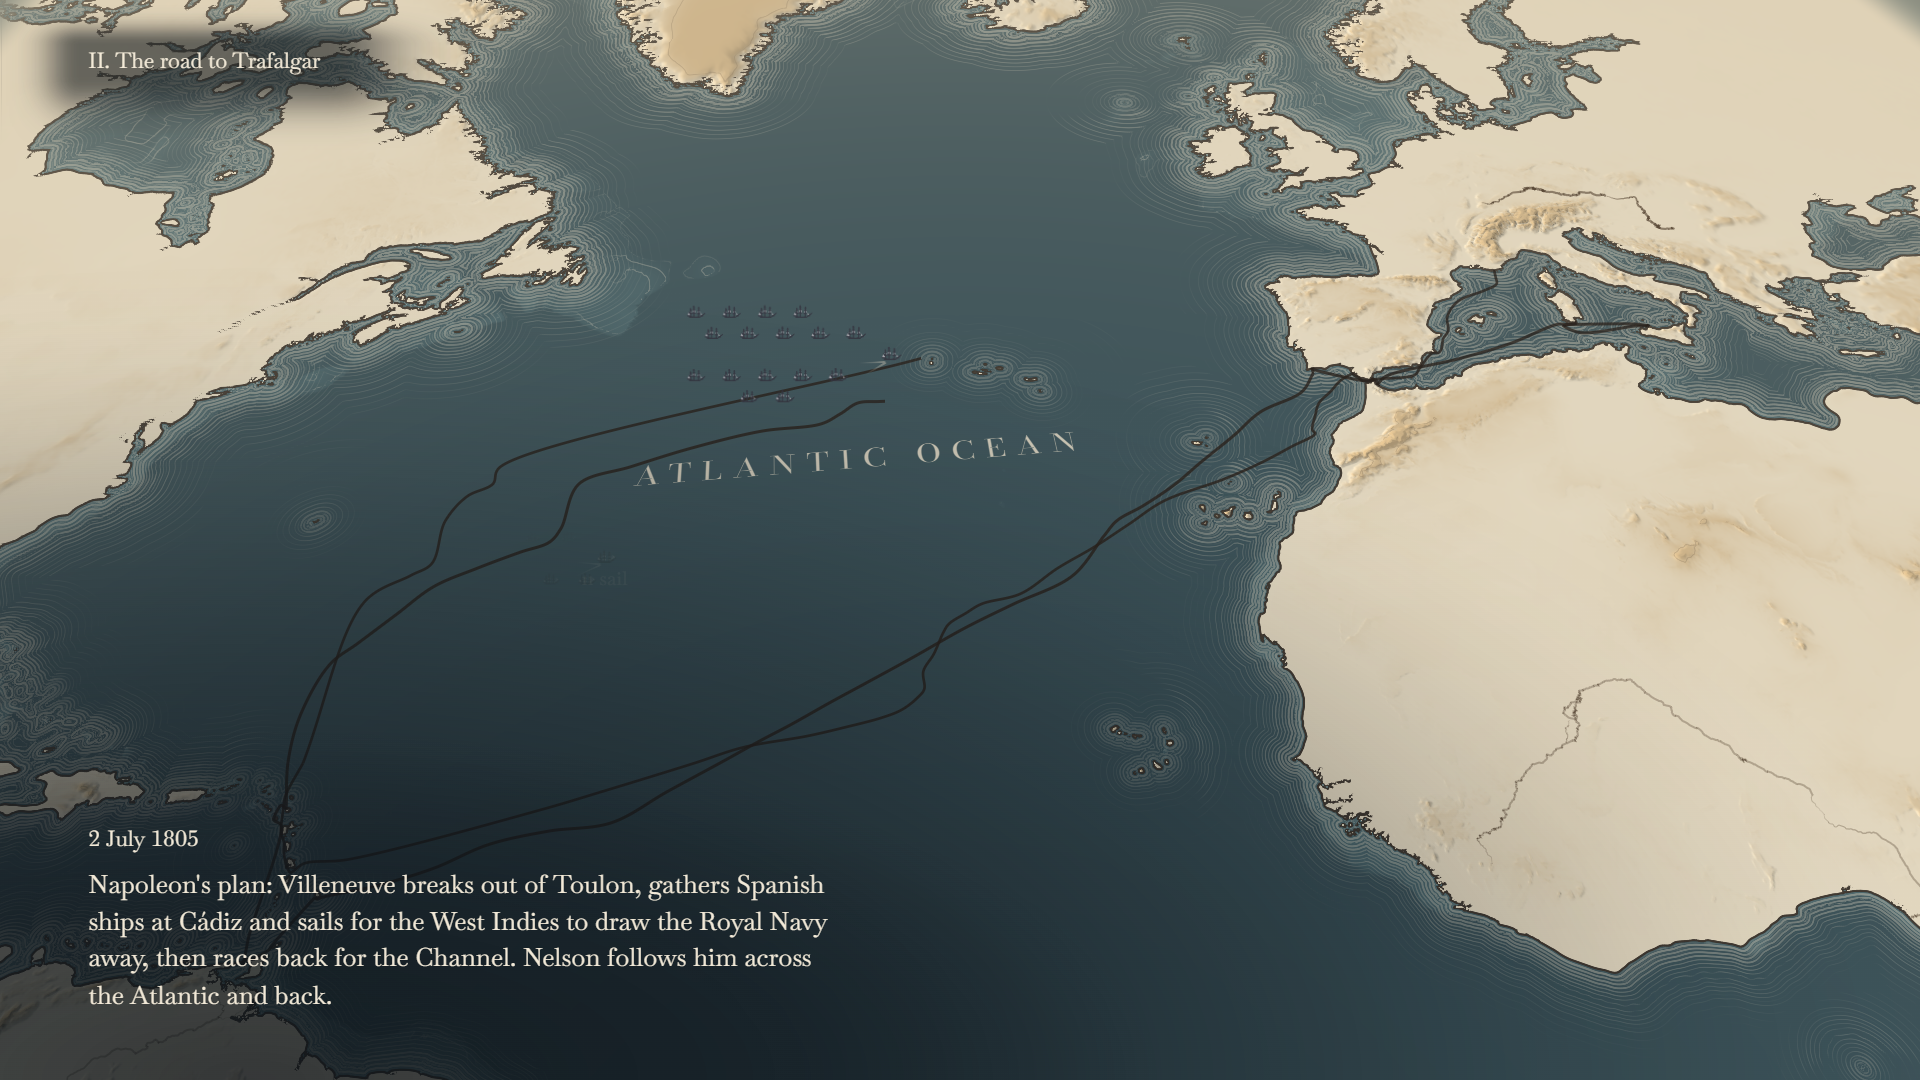 II. The road to Trafalgar
ATLANTIC OCEAN
sail
2 July 1805
Napoleon's plan: Villeneuve breaks out of Toulon, gathers Spanish
ships at Cádiz and sails for the West Indies to draw the Royal Navy
away, then races back for the Channel. Nelson follows him across
the Atlantic and back.